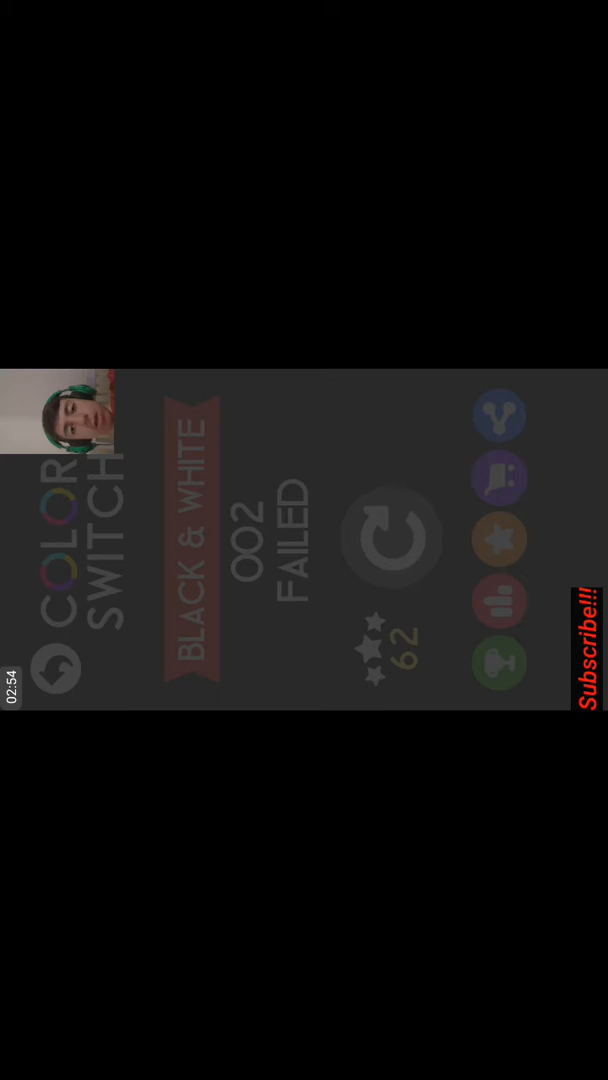 COLOR
SWITCH
BLACK & WHITE
002
FAILED
62
02:54
Subscribe!!!